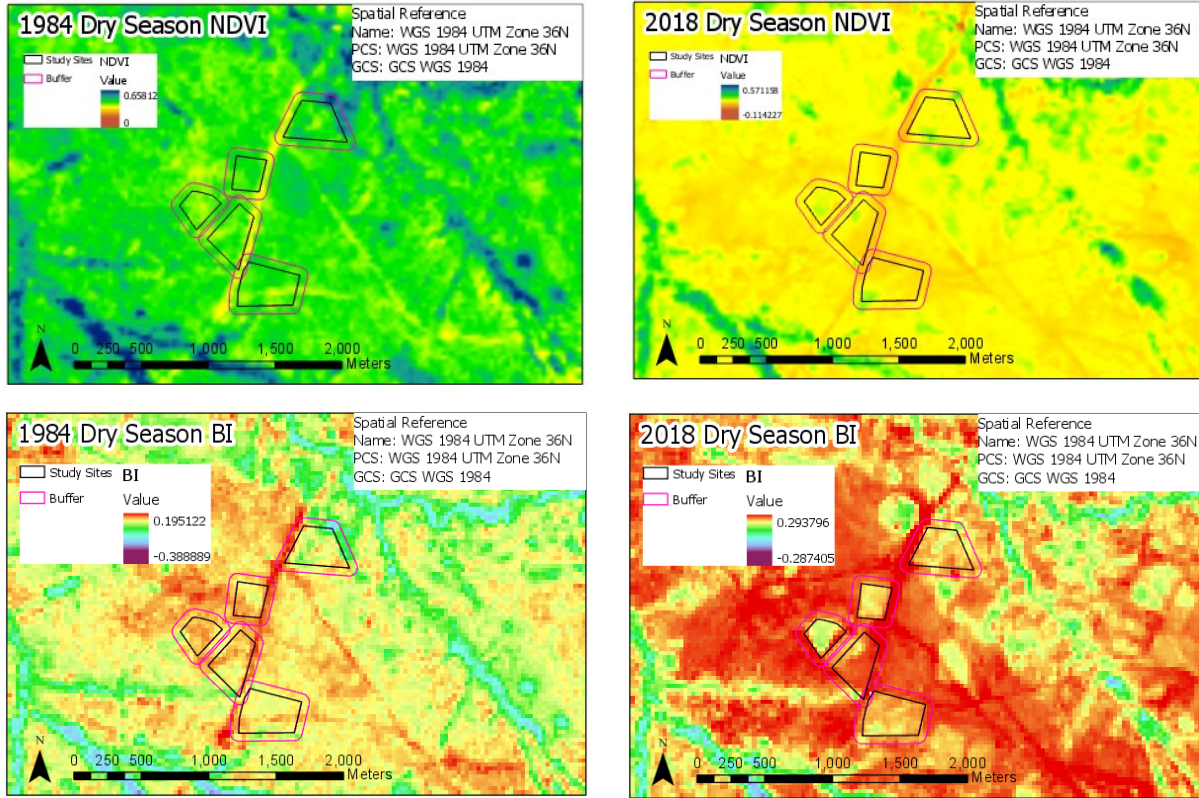 1984 Dry Season NDVI
Spatial Reference
Name: WGS 1984 UTM Zone 36N
PCS: WGS 1984 UTM Zone 36N
GCS: GCS WGS 1984
Study Sites NDVI
Buffer Value
0.65812
0
N
0 250 500 1,000 1,500 2,000
Meters
2018 Dry Season NDVI
Spatial Reference
Name: WGS 1984 UTM Zone 36N
PCS: WGS 1984 UTM Zone 36N
GCS: GCS WGS 1984
Study Sites NDVI
Buffer Value
0.571158
-0.114227
N
0 250 500 1,000 1,500 2,000
Meters
1984 Dry Season BI
Spatial Reference
Name: WGS 1984 UTM Zone 36N
PCS: WGS 1984 UTM Zone 36N
GCS: GCS WGS 1984
Study Sites BI
Buffer Value
0.195122
-0.388889
N
0 250 500 1,000 1,500 2,000
Meters
2018 Dry Season BI
Spatial Reference
Name: WGS 1984 UTM Zone 36N
PCS: WGS 1984 UTM Zone 36N
GCS: GCS WGS 1984
Study Sites BI
Buffer Value
0.293796
-0.287405
N
0 250 500 1,000 1,500 2,000
Meters